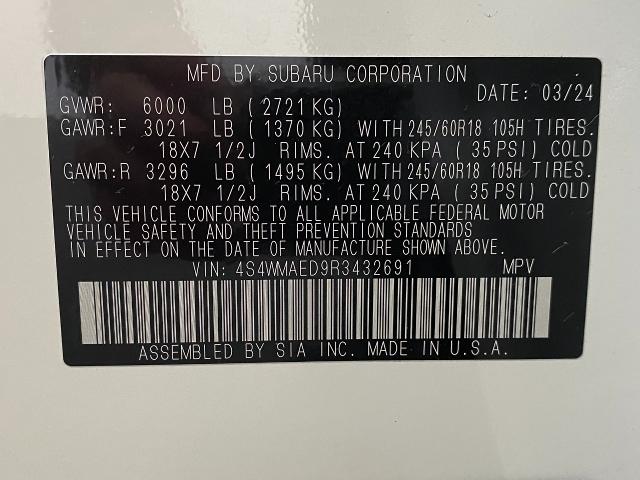 MFD BY SUBARU CORPORATION
DATE: 03/24
GVWR: 6000 LB (2721 KG)
GAWR:F 3021 LB (1370 KG) WITH 245/60R18 105H TIRES.
18X7 1/2J RIMS. AT 240 KPA (35 PSI) COLD
GAWR:R 3296 LB (1495 KG) WITH 245/60R18 105H TIRES.
18X7 1/2J RIMS. AT 240 KPA (35 PSI) COLD
THIS VEHICLE CONFORMS TO ALL APPLICABLE FEDERAL MOTOR
VEHICLE SAFETY AND THEFT PREVENTION STANDARDS
IN EFFECT ON THE DATE OF MANUFACTURE SHOWN ABOVE.
VIN: 4S4WMAED9R3432691 MPV
ASSEMBLED BY SIA INC. MADE IN U.S.A.